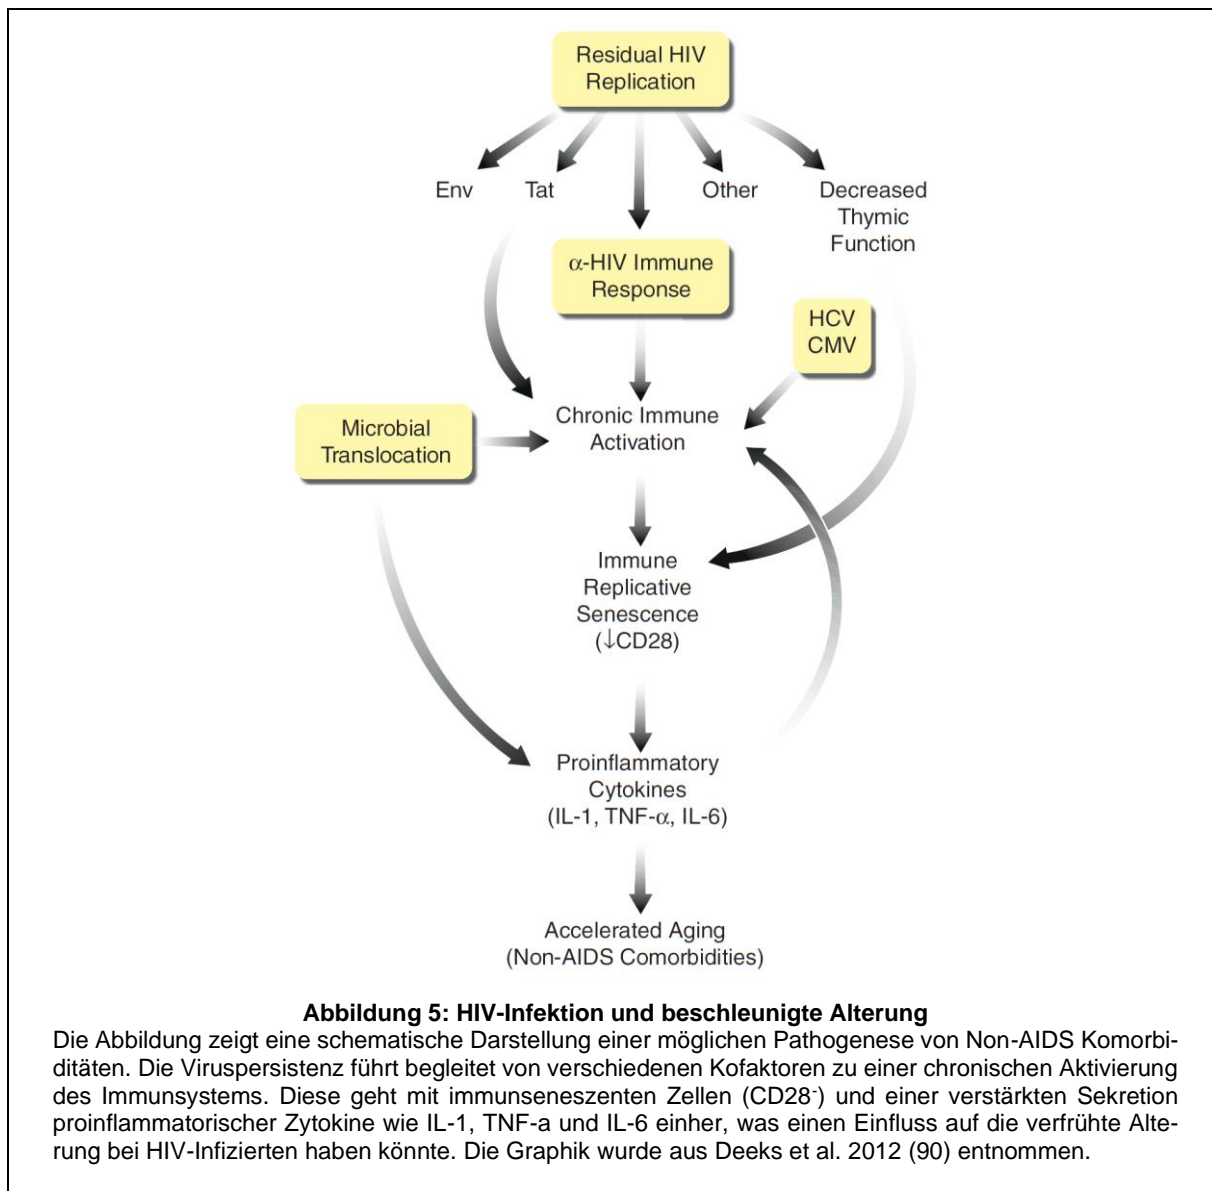 Residual HIV
Replication
Env
Tat
Other
Decreased
Thymic
Function
α-HIV Immune
Response
HCV
CMV
Microbial
Translocation
Chronic Immune
Activation
Immune
Replicative
Senescence
(↓CD28)
Proinflammatory
Cytokines
(IL-1, TNF-α, IL-6)
Accelerated Aging
(Non-AIDS Comorbidities)
Abbildung 5: HIV-Infektion und beschleunigte Alterung
Die Abbildung zeigt eine schematische Darstellung einer möglichen Pathogenese von Non-AIDS Komorbi-
ditäten. Die Viruspersistenz führt begleitet von verschiedenen Kofaktoren zu einer chronischen Aktivierung
des Immunsystems. Diese geht mit immunseneszenten Zellen (CD28⁻) und einer verstärkten Sekretion
proinflammatorischer Zytokine wie IL-1, TNF-a und IL-6 einher, was einen Einfluss auf die verfrühte Alte-
rung bei HIV-Infizierten haben könnte. Die Graphik wurde aus Deeks et al. 2012 (90) entnommen.